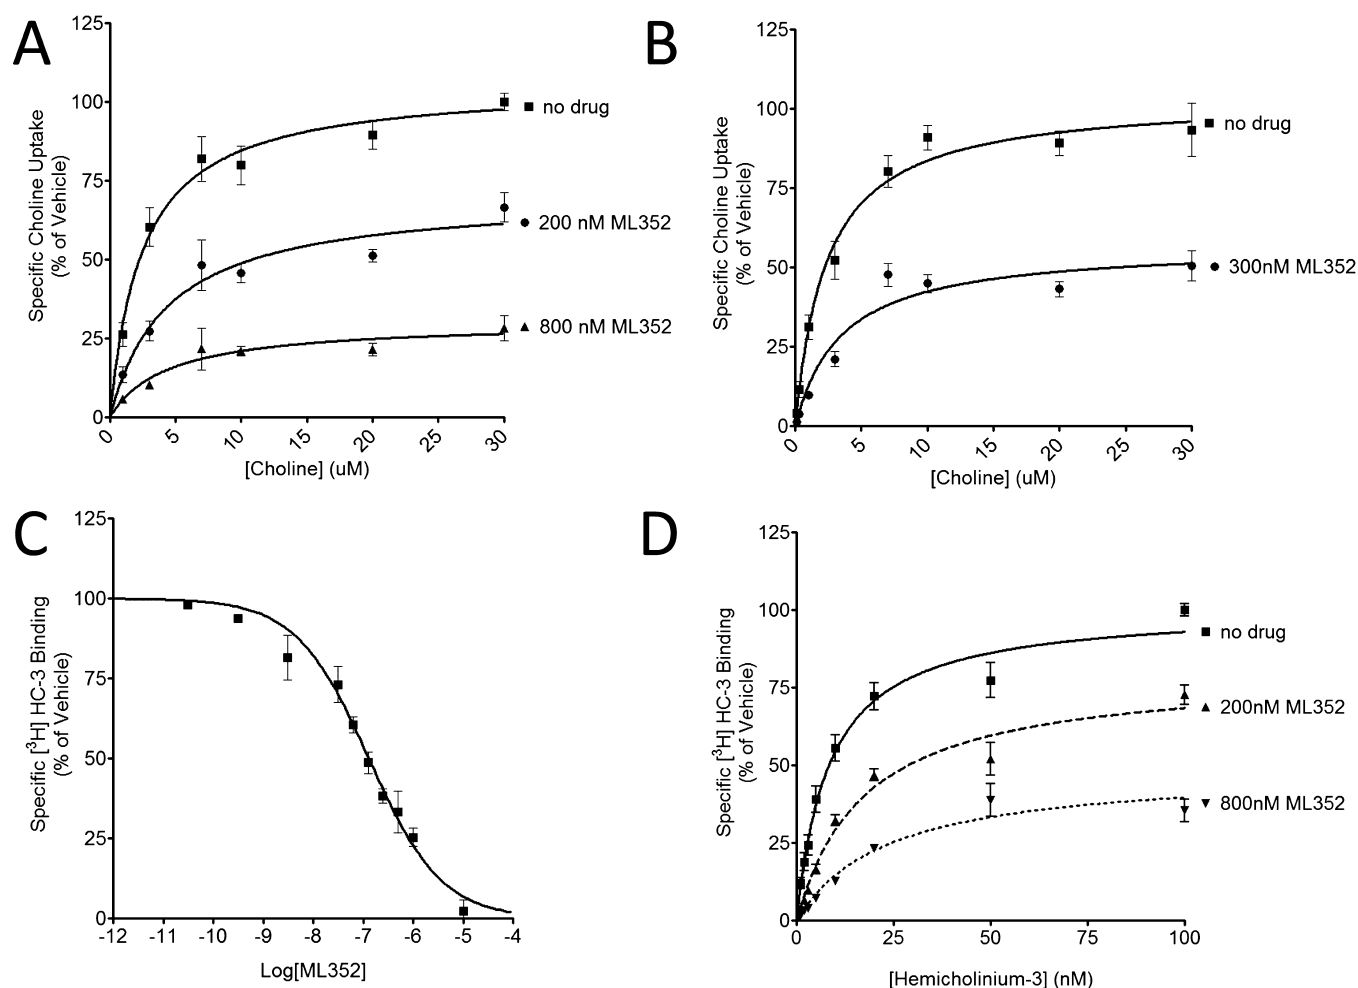 A
Specific Choline Uptake
(% of Vehicle)
125
100
75
50
25
0
0 5 10 15 20 25 30
[Choline] (uM)
no drug
200 nM ML352
800 nM ML352
B
Specific Choline Uptake
(% of Vehicle)
125
100
75
50
25
0
0 5 10 15 20 25 30
[Choline] (uM)
no drug
300nM ML352
C
Specific [³H] HC-3 Binding
(% of Vehicle)
125
100
75
50
25
0
-12 -11 -10 -9 -8 -7 -6 -5 -4
Log[ML352]
D
Specific [³H] HC-3 Binding
(% of Vehicle)
125
100
75
50
25
0
0 25 50 75 100
[Hemicholinium-3] (nM)
no drug
200nM ML352
800nM ML352